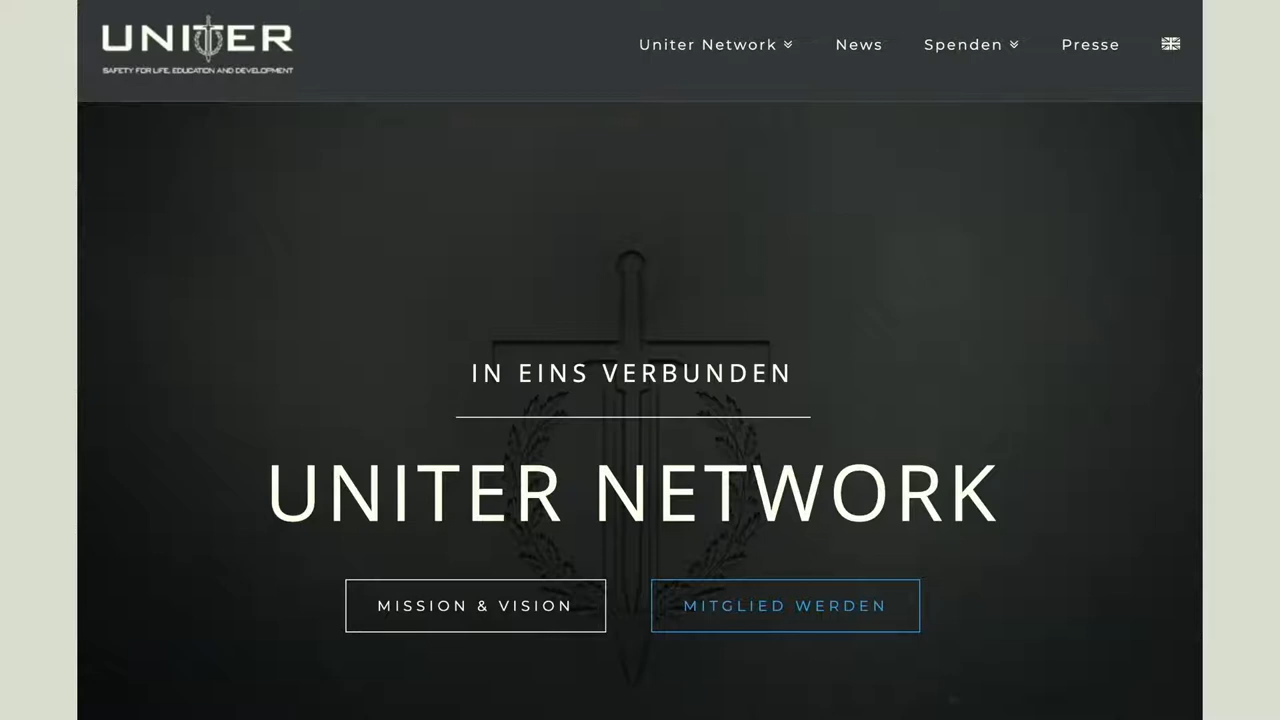 UNITER
SAFETY FOR LIFE, EDUCATION AND DEVELOPMENT
Uniter Network News Spenden Presse
IN EINS VERBUNDEN
UNITER NETWORK
MISSION & VISION MITGLIED WERDEN